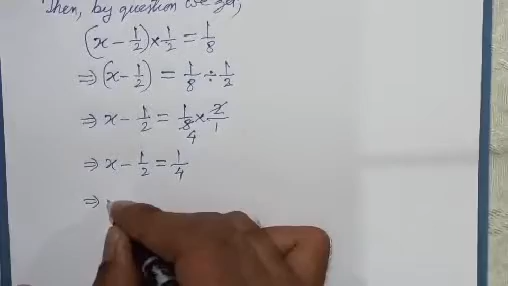 Then, by question we get,
(x - 1/2) × 1/2 = 1/8
⇒ (x - 1/2) = 1/8 ÷ 1/2
⇒ x - 1/2 = 1/8 4 × 2/1
⇒ x - 1/2 = 1/4
⇒